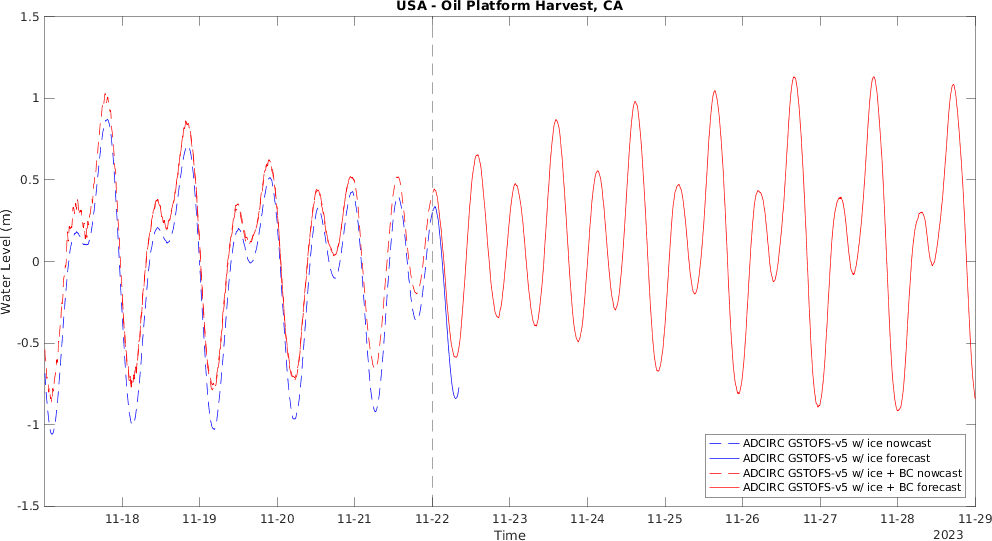 USA - Oil Platform Harvest, CA
1.5
1
0.5
0
-0.5
-1
-1.5
Water Level (m)
11-18 11-19 11-20 11-21 11-22 11-23 11-24 11-25 11-26 11-27 11-28 11-29
Time
2023
ADCIRC GSTOFS-v5 w/ ice nowcast
ADCIRC GSTOFS-v5 w/ ice forecast
ADCIRC GSTOFS-v5 w/ ice + BC nowcast
ADCIRC GSTOFS-v5 w/ ice + BC forecast